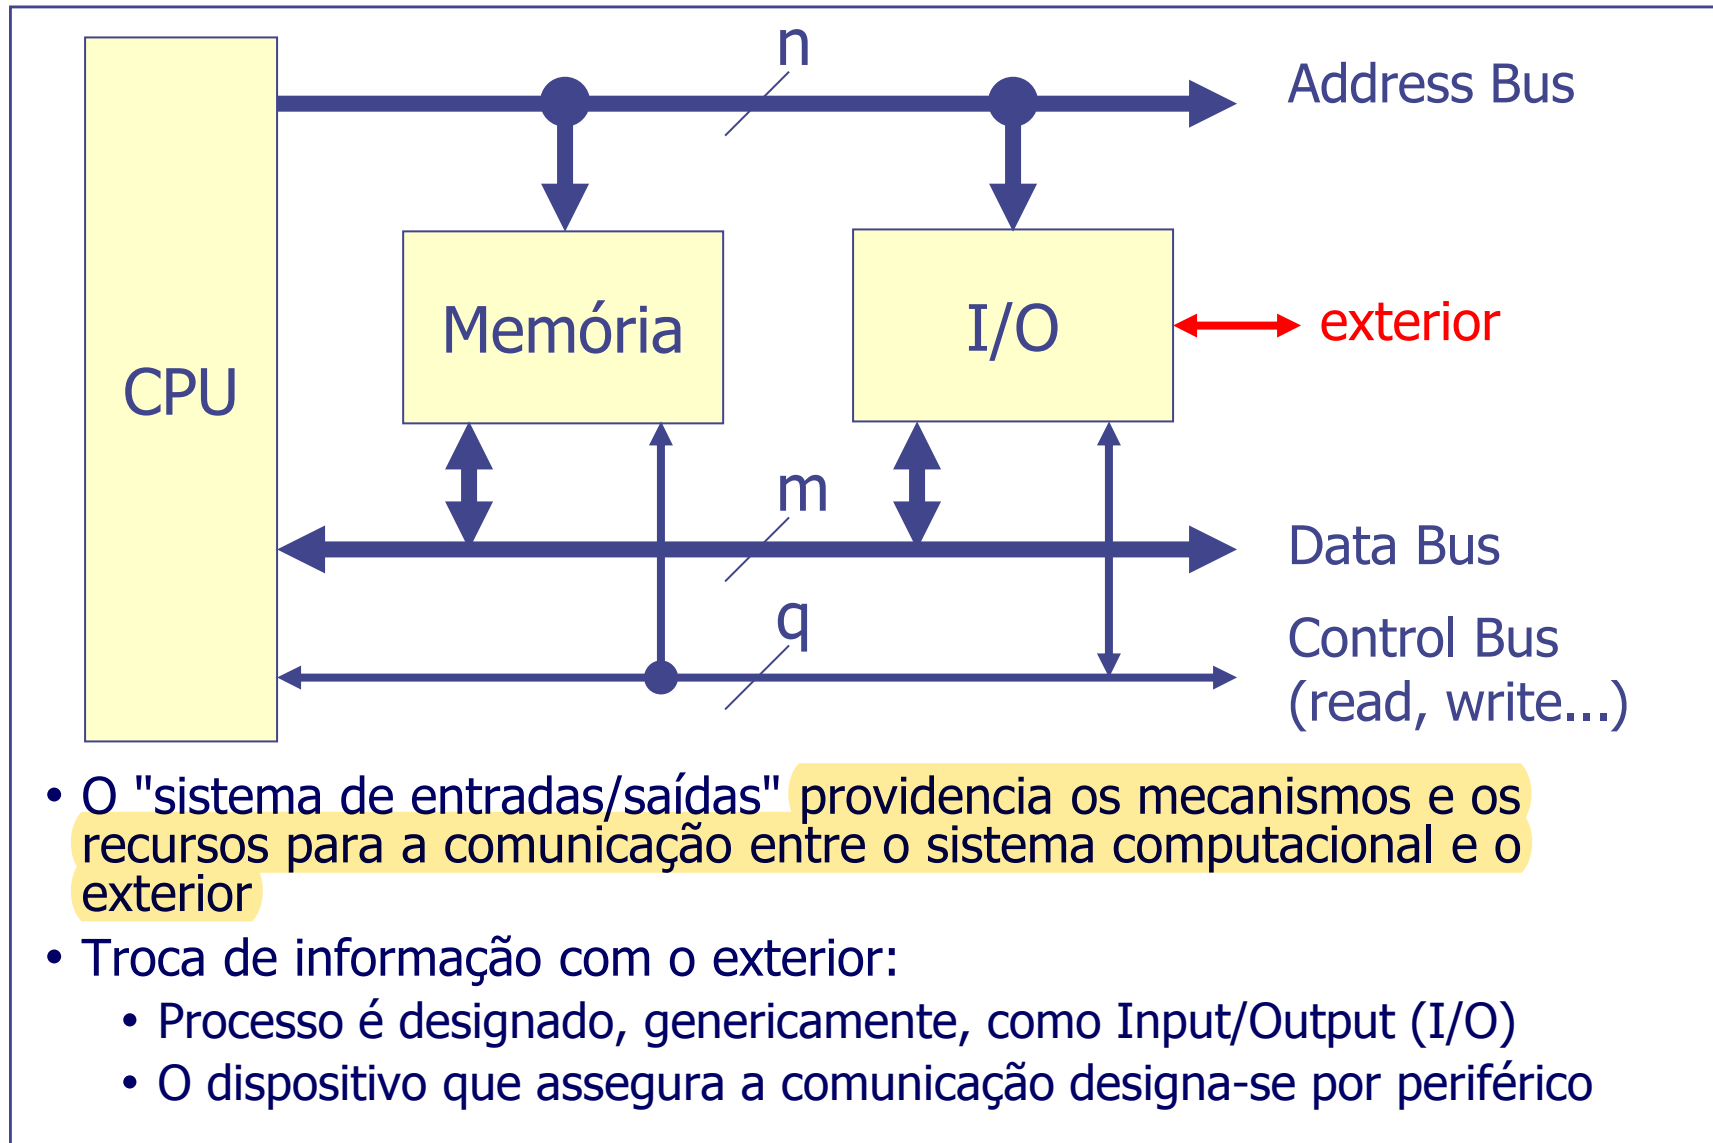 n
Address Bus
CPU
Memória
I/O
exterior
m
Data Bus
q
Control Bus
(read, write...)
• O "sistema de entradas/saídas" providencia os mecanismos e os
recursos para a comunicação entre o sistema computacional e o
exterior
• Troca de informação com o exterior:
• Processo é designado, genericamente, como Input/Output (I/O)
• O dispositivo que assegura a comunicação designa-se por periférico